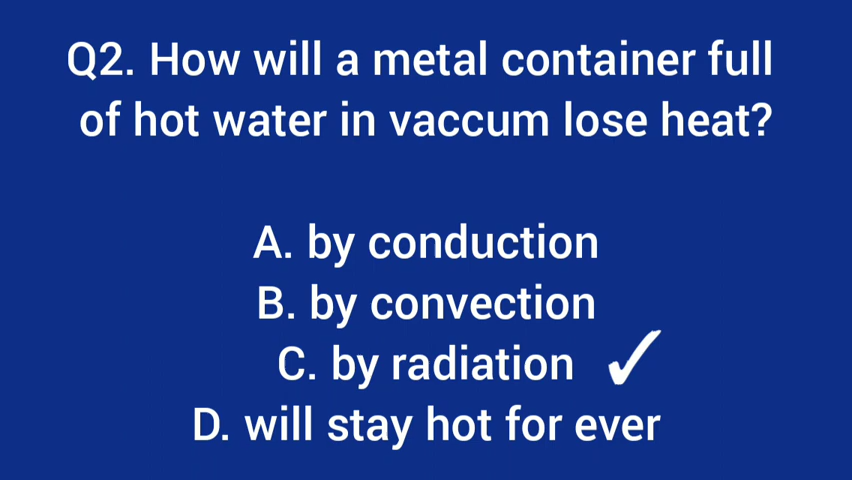 Q2. How will a metal container full
of hot water in vaccum lose heat?
A. by conduction
B. by convection
C. by radiation ✓
D. will stay hot for ever